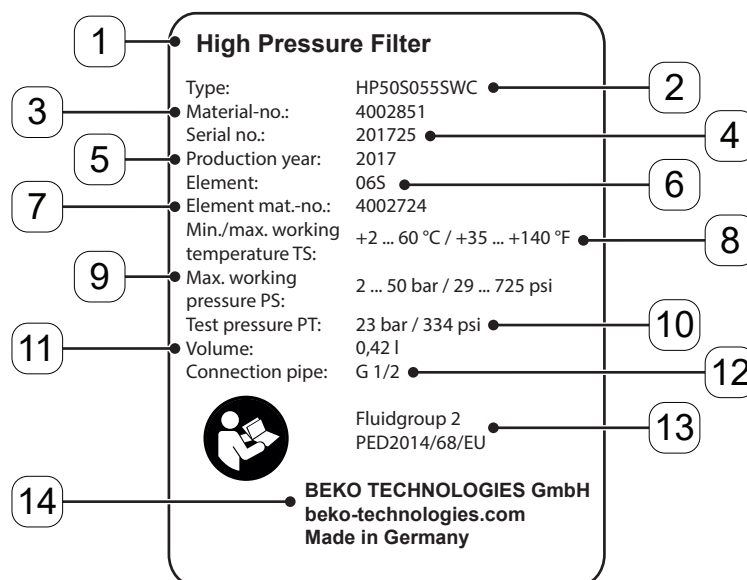 1 High Pressure Filter
Type: HP50S055SWC 2
3 Material-no.: 4002851
Serial no.: 201725 4
5 Production year: 2017
Element: 06S 6
7 Element mat.-no.: 4002724
Min./max. working
temperature TS: +2 ... 60 °C / +35 ... +140 °F 8
9 Max. working
pressure PS: 2 ... 50 bar / 29 ... 725 psi
Test pressure PT: 23 bar / 334 psi 10
11 Volume: 0,42 l
Connection pipe: G 1/2 12
Fluidgroup 2
PED2014/68/EU 13
14 BEKO TECHNOLOGIES GmbH
beko-technologies.com
Made in Germany